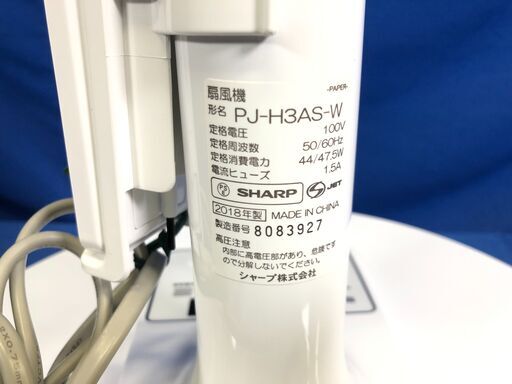 扇風機
-PAPER-
形名 PJ-H3AS-W
定格電圧 100V
定格周波数 50/60Hz
定格消費電力 44/47.5W
電流ヒューズ 1.5A
PS E SHARP S JET
2018年製 MADE IN CHINA
製造番号 8083927
高圧注意
内部に高電圧部があり、危険です
ので分解しないでください。
シャープ株式会社
0.75m